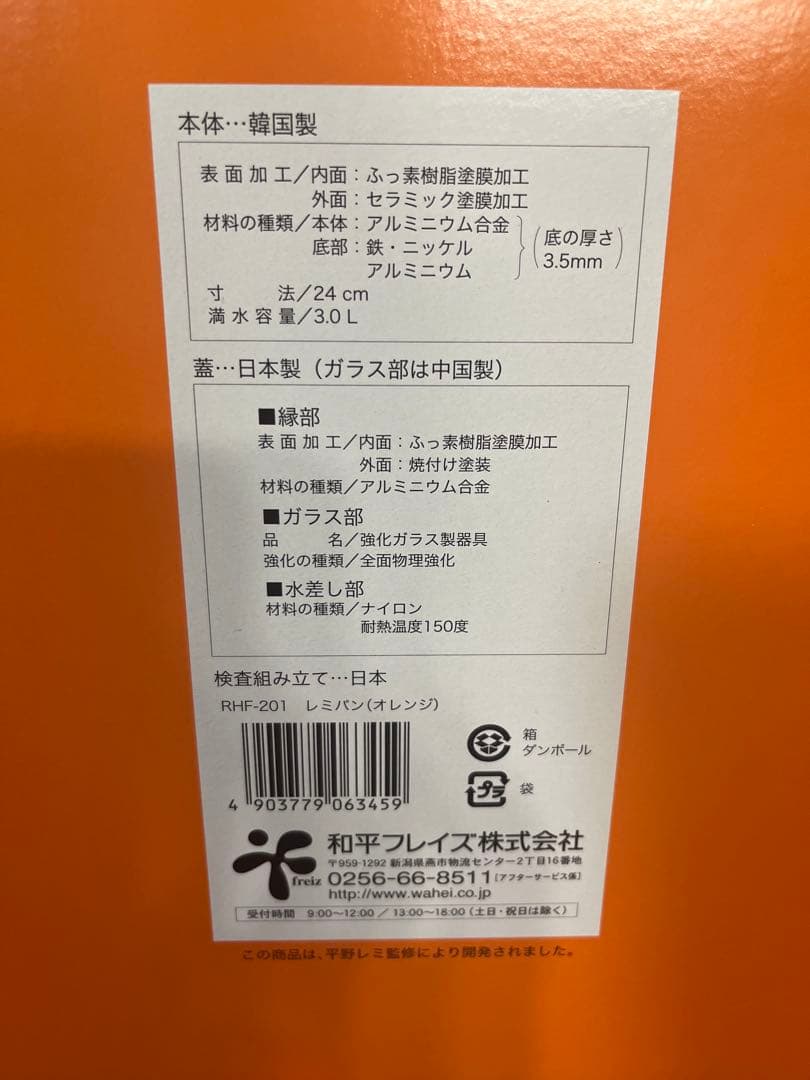 本体…韓国製
表面加工／内面：ふっ素樹脂塗膜加工
外面：セラミック塗膜加工
材料の種類／本体：アルミニウム合金
底部：鉄・ニッケル
アルミニウム
(底の厚さ 3.5mm)
寸法／24 cm
満水容量／3.0 L
蓋…日本製（ガラス部は中国製）
■縁部
表面加工／内面：ふっ素樹脂塗膜加工
外面：焼付け塗装
材料の種類／アルミニウム合金
■ガラス部
品名／強化ガラス製器具
強化の種類／全面物理強化
■水差し部
材料の種類／ナイロン
耐熱温度150度
検査組み立て…日本
RHF-201 レミパン（オレンジ）
4 903779 063459
箱
ダンボール
プラ
袋
freiz
和平フレイズ株式会社
〒959-1292 新潟県燕市物流センター2丁目16番地
0256-66-8511［アフターサービス係］
http://www.wahei.co.jp
受付時間 9:00〜12:00 ／ 13:00〜18:00（土日・祝日は除く）
この商品は、平野レミ監修により開発されました。